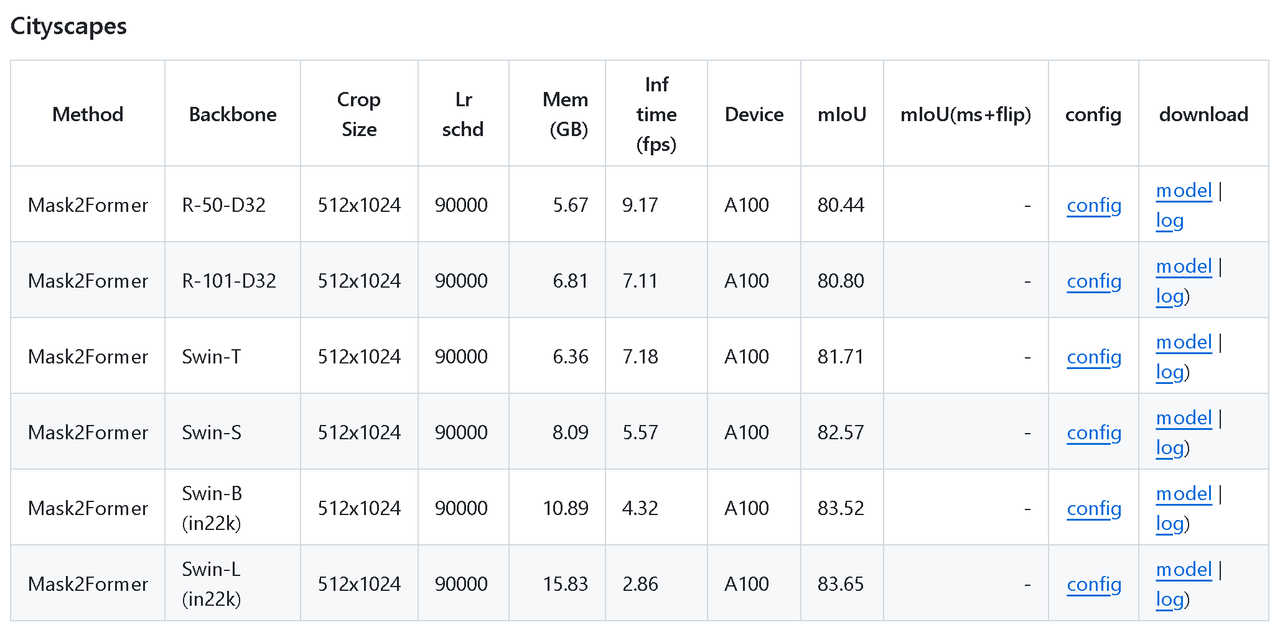 Cityscapes
Method Backbone Crop Size Lr schd Mem (GB) Inf time (fps) Device mIoU mIoU(ms+flip) config download
Mask2Former R-50-D32 512x1024 90000 5.67 9.17 A100 80.44 - config model | log
Mask2Former R-101-D32 512x1024 90000 6.81 7.11 A100 80.80 - config model | log)
Mask2Former Swin-T 512x1024 90000 6.36 7.18 A100 81.71 - config model | log)
Mask2Former Swin-S 512x1024 90000 8.09 5.57 A100 82.57 - config model | log)
Mask2Former Swin-B (in22k) 512x1024 90000 10.89 4.32 A100 83.52 - config model | log)
Mask2Former Swin-L (in22k) 512x1024 90000 15.83 2.86 A100 83.65 - config model | log)